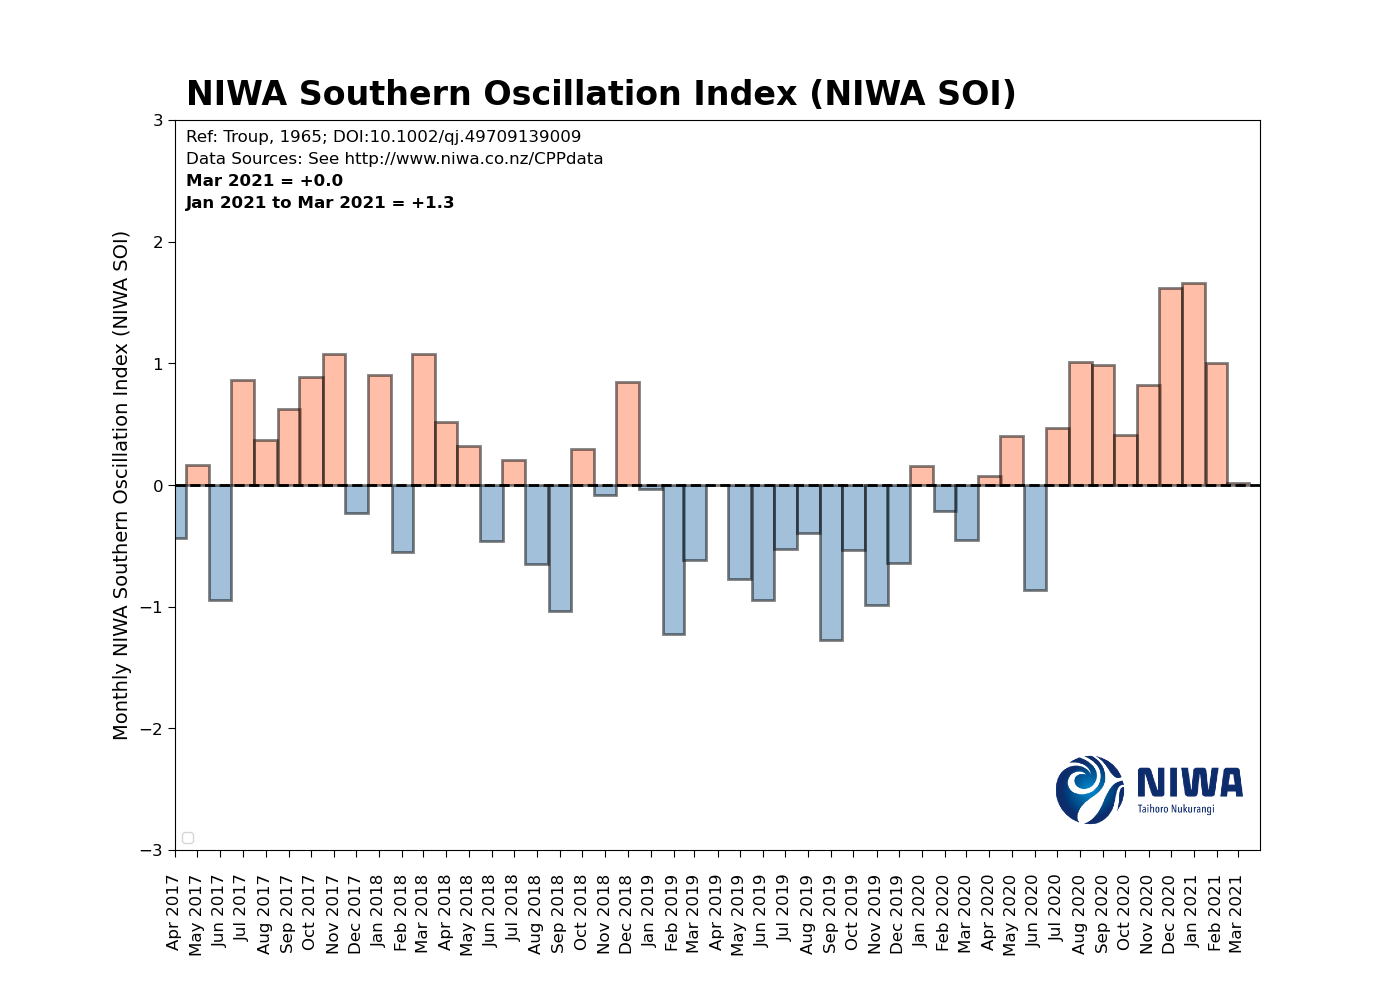 NIWA Southern Oscillation Index (NIWA SOI)
Ref: Troup, 1965; DOI:10.1002/qj.49709139009
Data Sources: See http://www.niwa.co.nz/CPPdata
Mar 2021 = +0.0
Jan 2021 to Mar 2021 = +1.3
Monthly NIWA Southern Oscillation Index (NIWA SOI)
3
2
1
0
−1
−2
−3
NIWA
Taihoro Nukurangi
Apr 2017
May 2017
Jun 2017
Jul 2017
Aug 2017
Sep 2017
Oct 2017
Nov 2017
Dec 2017
Jan 2018
Feb 2018
Mar 2018
Apr 2018
May 2018
Jun 2018
Jul 2018
Aug 2018
Sep 2018
Oct 2018
Nov 2018
Dec 2018
Jan 2019
Feb 2019
Mar 2019
Apr 2019
May 2019
Jun 2019
Jul 2019
Aug 2019
Sep 2019
Oct 2019
Nov 2019
Dec 2019
Jan 2020
Feb 2020
Mar 2020
Apr 2020
May 2020
Jun 2020
Jul 2020
Aug 2020
Sep 2020
Oct 2020
Nov 2020
Dec 2020
Jan 2021
Feb 2021
Mar 2021